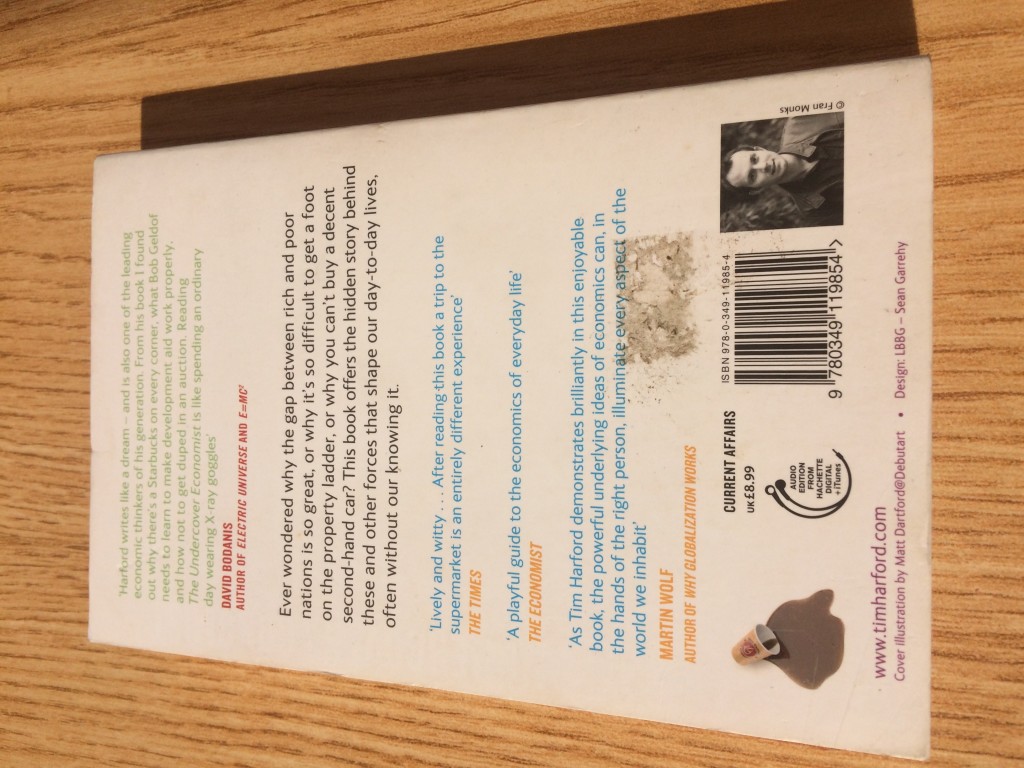 'Harford writes like a dream – and is also one of the leading
economic thinkers of his generation. From his book I found
out why there's a Starbucks on every corner, what Bob Geldof
needs to learn to make development aid work properly,
and how not to get duped in an auction. Reading
The Undercover Economist is like spending an ordinary
day wearing X-ray goggles'
DAVID BODANIS
AUTHOR OF ELECTRIC UNIVERSE AND E=MC²
Ever wondered why the gap between rich and poor
nations is so great, or why it's so difficult to get a foot
on the property ladder, or why you can't buy a decent
second-hand car? This book offers the hidden story behind
these and other forces that shape our day-to-day lives,
often without our knowing it.
'Lively and witty . . . After reading this book a trip to the
supermarket is an entirely different experience'
THE TIMES
'A playful guide to the economics of everyday life'
THE ECONOMIST
'As Tim Harford demonstrates brilliantly in this enjoyable
book, the powerful underlying ideas of economics can, in
the hands of the right person, illuminate every aspect of the
world we inhabit'
MARTIN WOLF
AUTHOR OF WHY GLOBALIZATION WORKS
CURRENT AFFAIRS
UK £8.99
AUDIO
EDITION
FROM
HACHETTE
DIGITAL
+iTunes
ISBN 978-0-349-11985-4
9 780349 119854>
© Fran Monks
www.timharford.com
Cover illustration by Matt Dartford@Debutart • Design: LBBG – Sean Garrehy